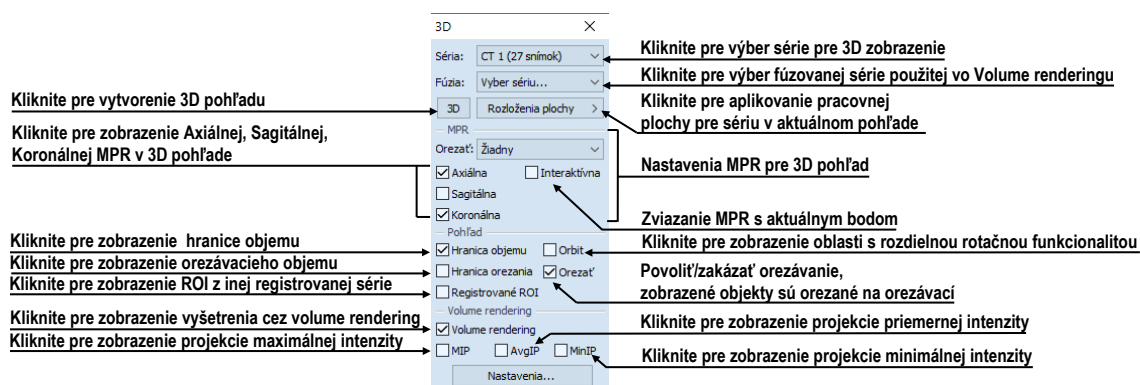 3D
Séria: CT 1 (27 snímok)
Fúzia: Vyber sériu...
3D Rozloženia plochy
MPR
Orezať: Žiadny
Axiálna Interaktívna
Sagitálna
Koronálna
Pohľad
Hranica objemu Orbit
Hranica orezania Orezať
Registrované ROI
Volume rendering
Volume rendering
MIP AvgIP MinIP
Nastavenia...
Kliknite pre vytvorenie 3D pohľadu
Kliknite pre zobrazenie Axiálnej, Sagitálnej,
Koronálnej MPR v 3D pohľade
Kliknite pre zobrazenie hranice objemu
Kliknite pre zobrazenie orezávacieho objemu
Kliknite pre zobrazenie ROI z inej registrovanej série
Kliknite pre zobrazenie vyšetrenia cez volume rendering
Kliknite pre zobrazenie projekcie maximálnej intenzity
Kliknite pre výber série pre 3D zobrazenie
Kliknite pre výber fúzovanej série použitej vo Volume renderingu
Kliknite pre aplikovanie pracovnej
plochy pre sériu v aktuálnom pohľade
Nastavenia MPR pre 3D pohľad
Zviazanie MPR s aktuálnym bodom
Kliknite pre zobrazenie oblasti s rozdielnou rotačnou funkcionalitou
Povoliť/zakázať orezávanie,
zobrazené objekty sú orezané na orezávací
Kliknite pre zobrazenie projekcie priemernej intenzity
Kliknite pre zobrazenie projekcie minimálnej intenzity